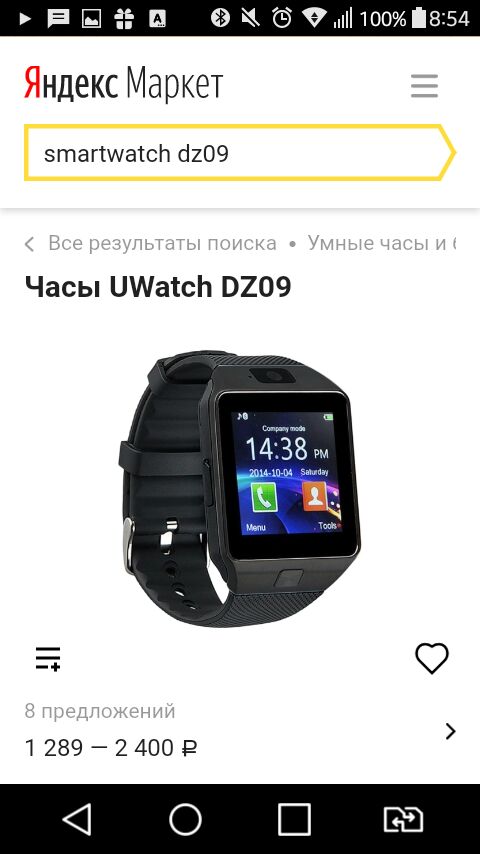 100% 8:54
Яндекс Маркет
smartwatch dz09
Все результаты поиска • Умные часы и
Часы UWatch DZ09
Company mode
14:38 PM
2014-10-04 Saturday
Menu Tools
8 предложений
1 289 — 2 400 ₽